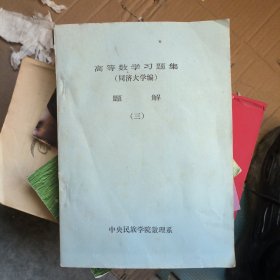 高等数学习题集
（同济大学编）
题 解
（三）
中央民族学院数理系